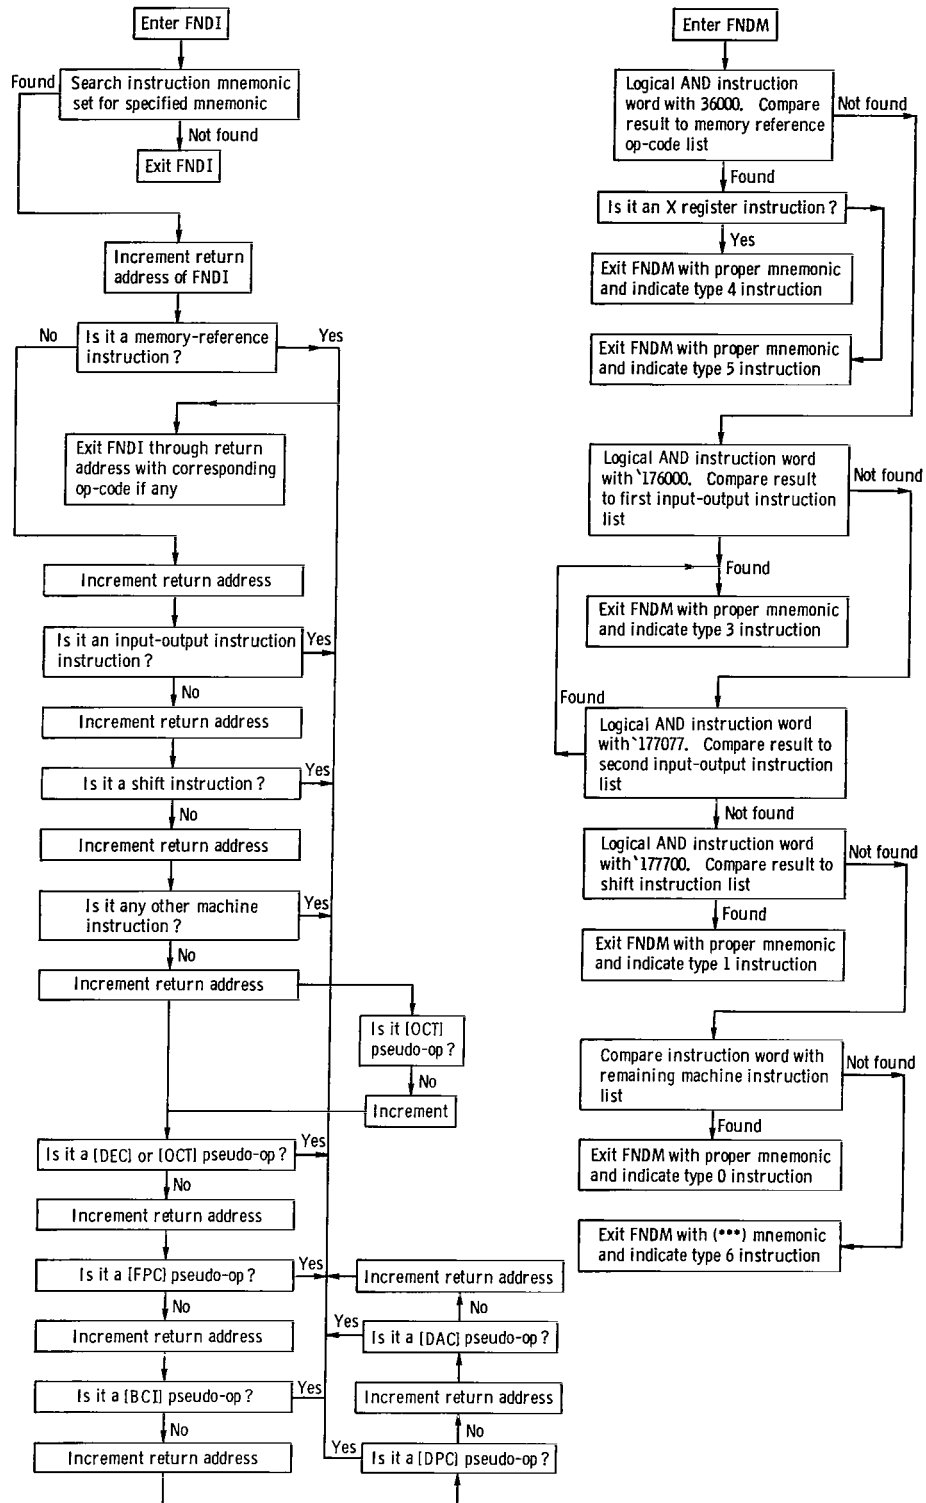 Enter FNDI
Found
Search instruction mnemonic
set for specified mnemonic
Not found
Exit FNDI
Increment return
address of FNDI
No
Is it a memory-reference
instruction?
Yes
Exit FNDI through return
address with corresponding
op-code if any
Increment return address
Is it an input-output instruction
instruction?
Yes
No
Increment return address
Is it a shift instruction?
Yes
No
Increment return address
Is it any other machine
instruction?
Yes
No
Increment return address
Is it [OCT]
pseudo-op?
No
Increment
Is it a [DEC] or [OCT] pseudo-op?
Yes
No
Increment return address
Is it a [FPC] pseudo-op?
Yes
No
Increment return address
Is it a [BCI] pseudo-op?
Yes
No
Increment return address
Increment return address
No
Yes
Is it a [DAC] pseudo-op?
Increment return address
No
Yes
Is it a [DPC] pseudo-op?
Enter FNDM
Logical AND instruction
word with 36000. Compare
result to memory reference
op-code list
Not found
Found
Is it an X register instruction?
Yes
Exit FNDM with proper mnemonic
and indicate type 4 instruction
Exit FNDM with proper mnemonic
and indicate type 5 instruction
Logical AND instruction word
with `176000. Compare result
to first input-output instruction
list
Not found
Found
Exit FNDM with proper mnemonic
and indicate type 3 instruction
Found
Logical AND instruction word
with `177077. Compare result to
second input-output instruction
list
Not found
Logical AND instruction word
with `177700. Compare result to
shift instruction list
Not found
Found
Exit FNDM with proper mnemonic
and indicate type 1 instruction
Compare instruction word with
remaining machine instruction
list
Not found
Found
Exit FNDM with proper mnemonic
and indicate type 0 instruction
Exit FNDM with (•••) mnemonic
and indicate type 6 instruction